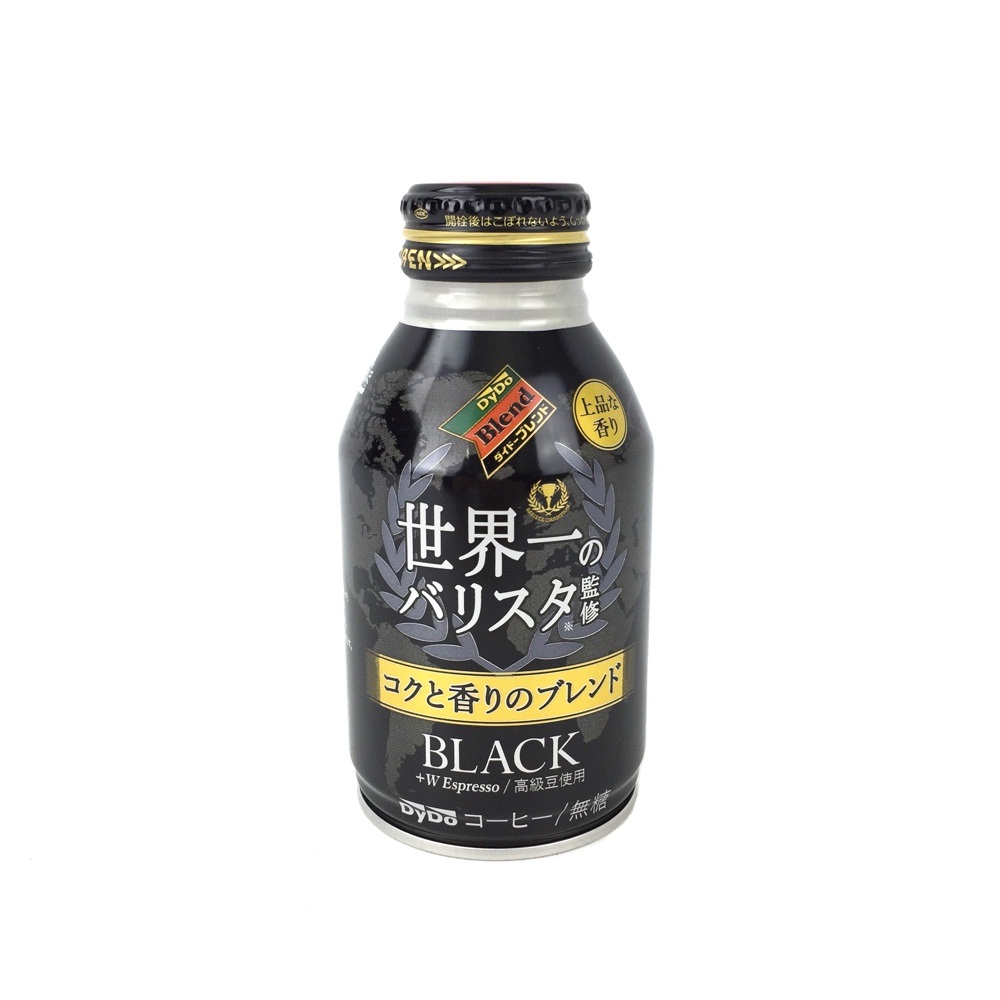 開栓後はこぼれないよう、しっ
OPEN>>>
DyDo
Blend
ダイドーブレンド
上品な
香り
世界一の
バリスタ※監修
コクと香りのブレンド
BLACK
+W Espresso / 高級豆使用
DyDo コーヒー/無糖